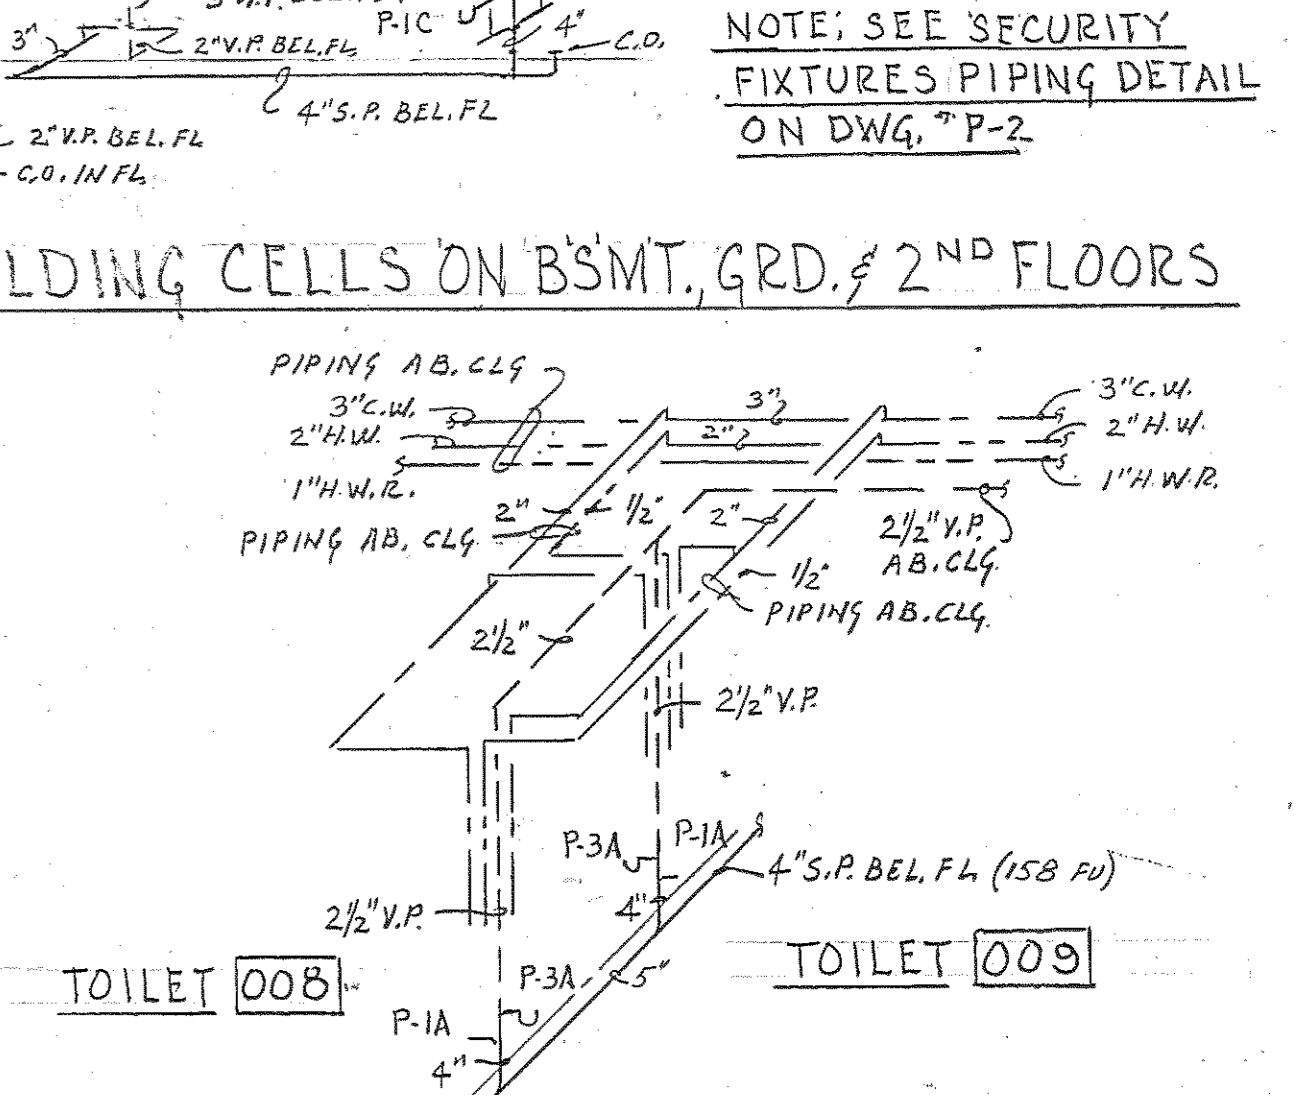 P-1C
4"
C.O.
3"
2"V.P. BEL.FL
4"S.P. BEL.FL
2"V.P. BEL.FL
C.O. IN FL
NOTE: SEE SECURITY
FIXTURES PIPING DETAIL
ON DWG. P-2
LDING CELLS ON BSMT., GRD. & 2ND FLOORS
PIPING AB. CLG
3"C.W.
2"H.W.
1"H.W.R.
3"
2"
3"C.W.
2"H.W.
1"H.W.R.
2"
1/2"
PIPING AB. CLG
2"
2 1/2"V.P.
AB.CLG.
1/2"
PIPING AB.CLG.
2 1/2"
2 1/2"V.P.
P-3A
P-1A
4"S.P. BEL. FL (158 FU)
4"
2 1/2"V.P.
TOILET 008
TOILET 009
P-3A
5"
P-1A
4"